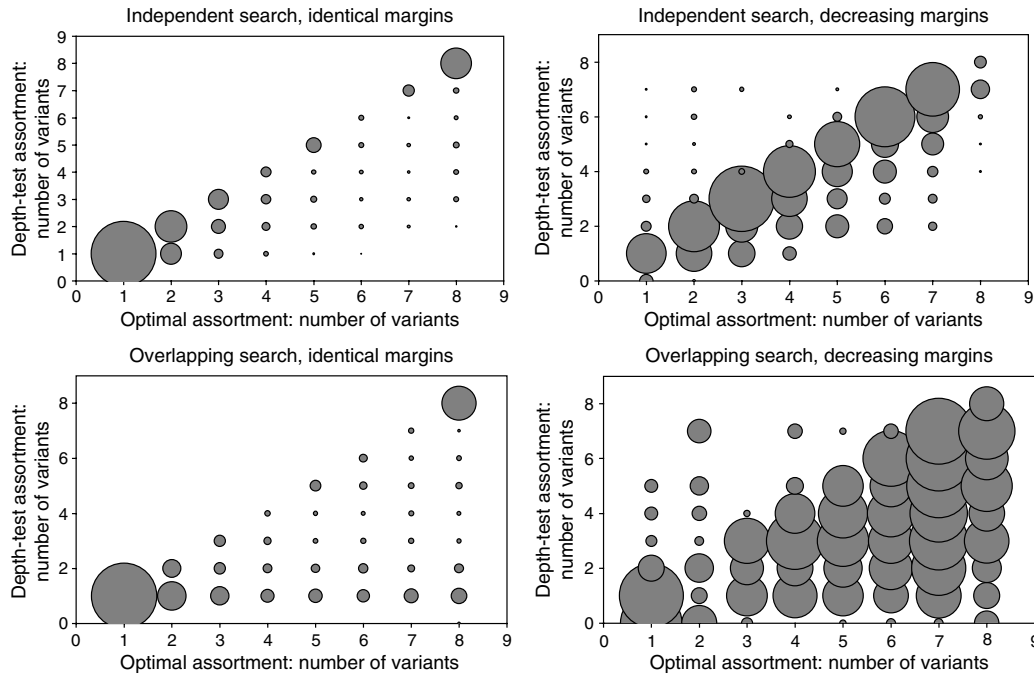 Independent search, identical margins
Depth-test assortment:
number of variants
9
8
7
6
5
4
3
2
1
0
0 1 2 3 4 5 6 7 8 9
Optimal assortment: number of variants
Independent search, decreasing margins
Depth-test assortment:
number of variants
8
6
4
2
0
0 1 2 3 4 5 6 7 8 9
Optimal assortment: number of variants
Overlapping search, identical margins
Depth-test assortment:
number of variants
8
6
4
2
0
0 1 2 3 4 5 6 7 8 9
Optimal assortment: number of variants
Overlapping search, decreasing margins
Depth-test assortment:
number of variants
8
6
4
2
0
0 1 2 3 4 5 6 7 8 9
Optimal assortment: number of variants